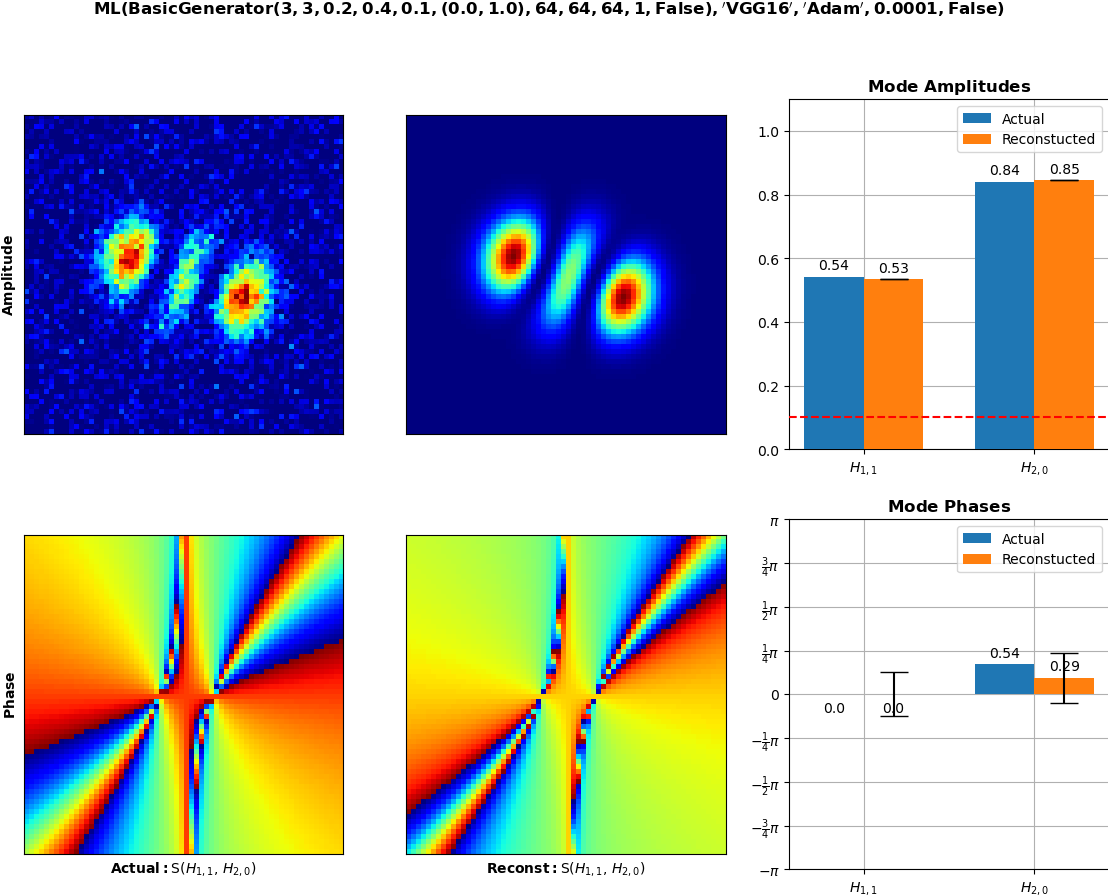 ML(BasicGenerator(3, 3, 0.2, 0.4, 0.1, (0.0, 1.0), 64, 64, 64, 1, False), ′VGG16′, ′Adam′, 0.0001, False)
Amplitude
Mode Amplitudes
Actual
Reconstucted
1.0
0.8
0.6
0.4
0.2
0.0
0.54
0.53
0.84
0.85
H1, 1
H2, 0
Phase
Actual: S(H1, 1, H2, 0)
Reconst: S(H1, 1, H2, 0)
Mode Phases
Actual
Reconstucted
π
3/4π
1/2π
1/4π
0
−1/4π
−1/2π
−3/4π
−π
0.0
0.0
0.54
0.29
H1, 1
H2, 0